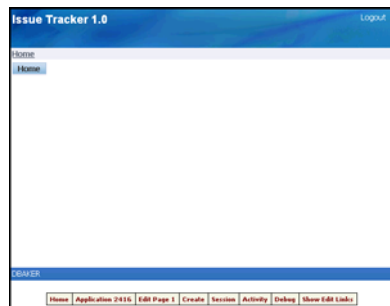 Issue Tracker 1.0 Logout
Home
Home
OBAKER
Home Application 2416 Edit Page 1 Create Session Activity Debug Show Edit Links